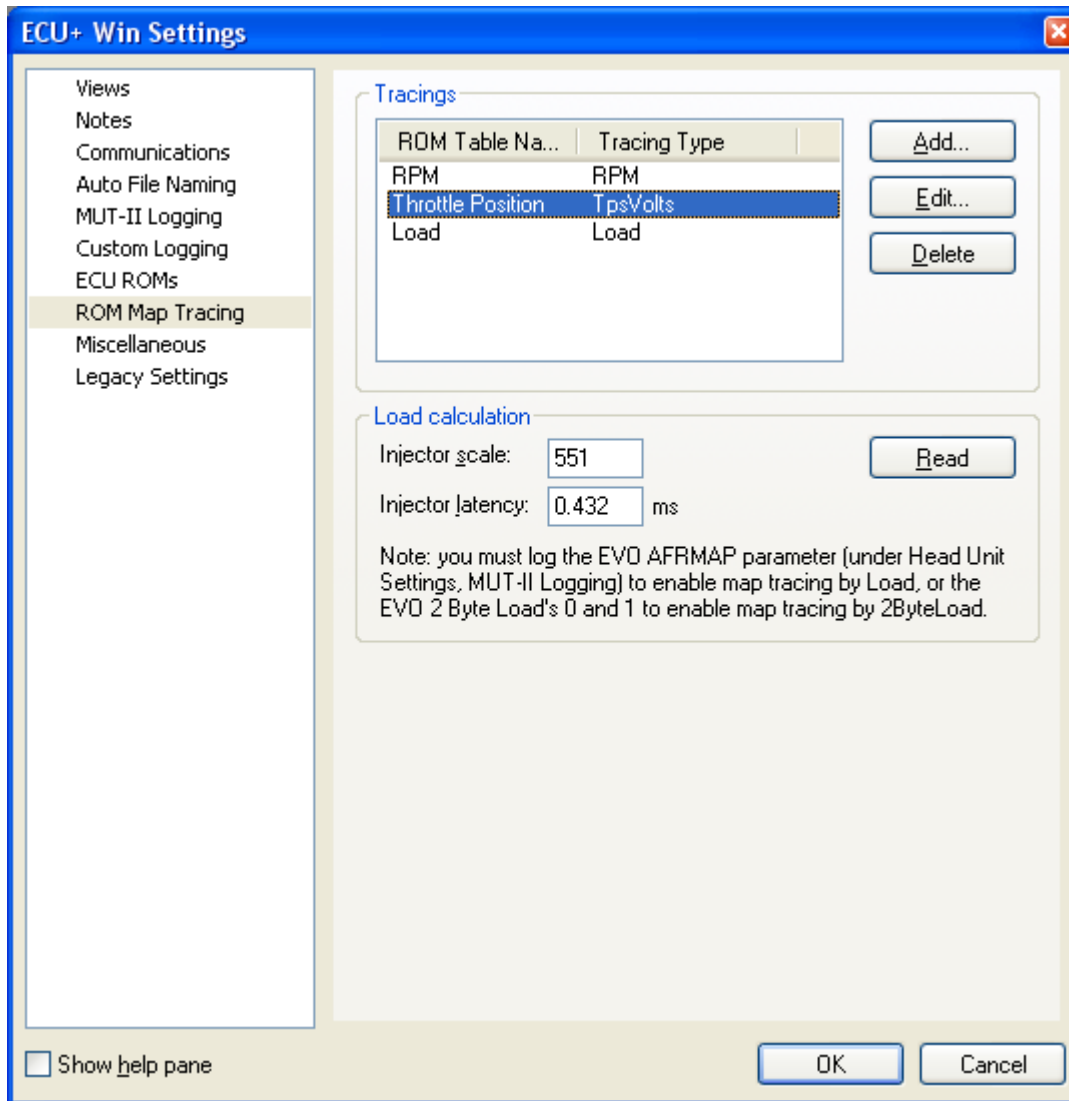 ECU+ Win Settings
Views
Notes
Communications
Auto File Naming
MUT-II Logging
Custom Logging
ECU ROMs
ROM Map Tracing
Miscellaneous
Legacy Settings
Tracings
ROM Table Na... Tracing Type
RPM RPM
Throttle Position TpsVolts
Load Load
Add...
Edit...
Delete
Load calculation
Injector scale: 551
Read
Injector latency: 0.432 ms
Note: you must log the EVO AFRMAP parameter (under Head Unit
Settings, MUT-II Logging) to enable map tracing by Load, or the
EVO 2 Byte Load's 0 and 1 to enable map tracing by 2ByteLoad.
Show help pane
OK
Cancel